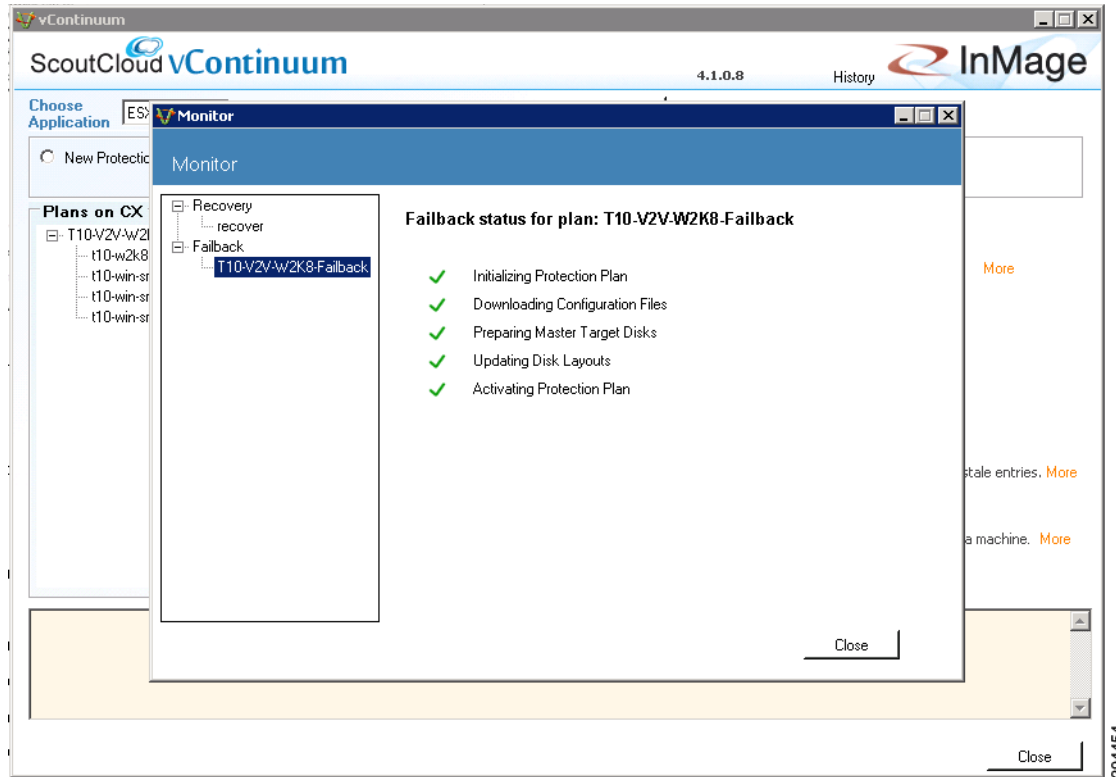 vContinuum
ScoutCloud vContinuum
4.1.0.8
History
InMage
Choose
Application
ESX
Monitor
New Protectio
Monitor
Plans on CX
T10-V2V-W2
t10-w2k8
t10-win-sr
t10-win-sr
t10-win-sr
Recovery
recover
Failback
T10-V2V-W2K8-Failback
Failback status for plan: T10-V2V-W2K8-Failback
Initializing Protection Plan
Downloading Configuration Files
Preparing Master Target Disks
Updating Disk Layouts
Activating Protection Plan
More
stale entries. More
a machine. More
Close
Close